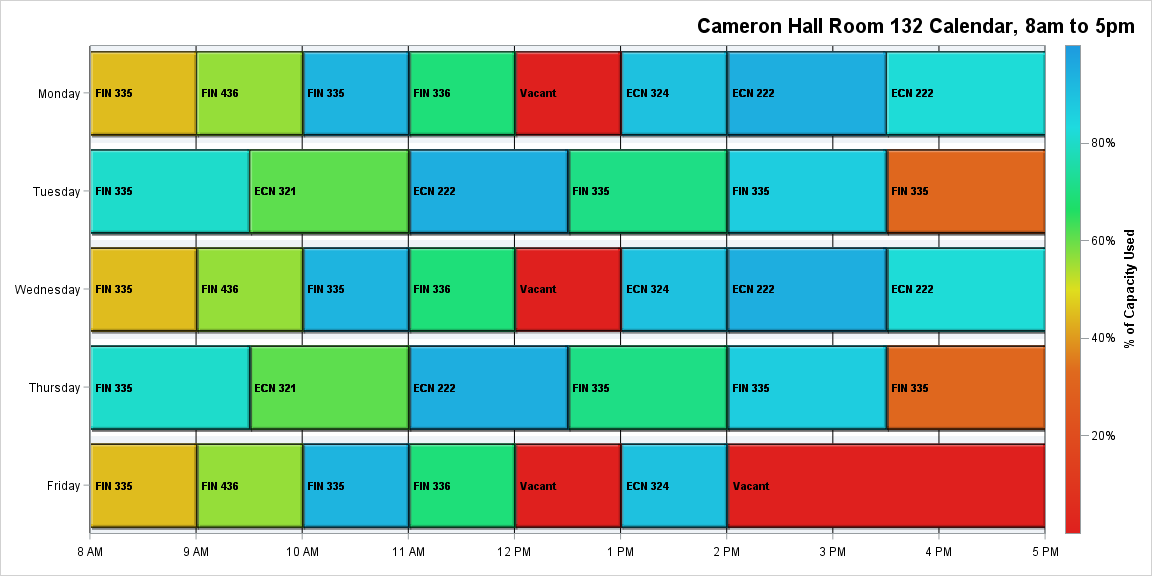 Cameron Hall Room 132 Calendar, 8am to 5pm
Monday
FIN 335
FIN 436
FIN 335
FIN 336
Vacant
ECN 324
ECN 222
ECN 222
Tuesday
FIN 335
ECN 321
ECN 222
FIN 335
FIN 335
FIN 335
Wednesday
FIN 335
FIN 436
FIN 335
FIN 336
Vacant
ECN 324
ECN 222
ECN 222
Thursday
FIN 335
ECN 321
ECN 222
FIN 335
FIN 335
FIN 335
Friday
FIN 335
FIN 436
FIN 335
FIN 336
Vacant
ECN 324
Vacant
8 AM
9 AM
10 AM
11 AM
12 PM
1 PM
2 PM
3 PM
4 PM
5 PM
80%
60%
40%
20%
% of Capacity Used